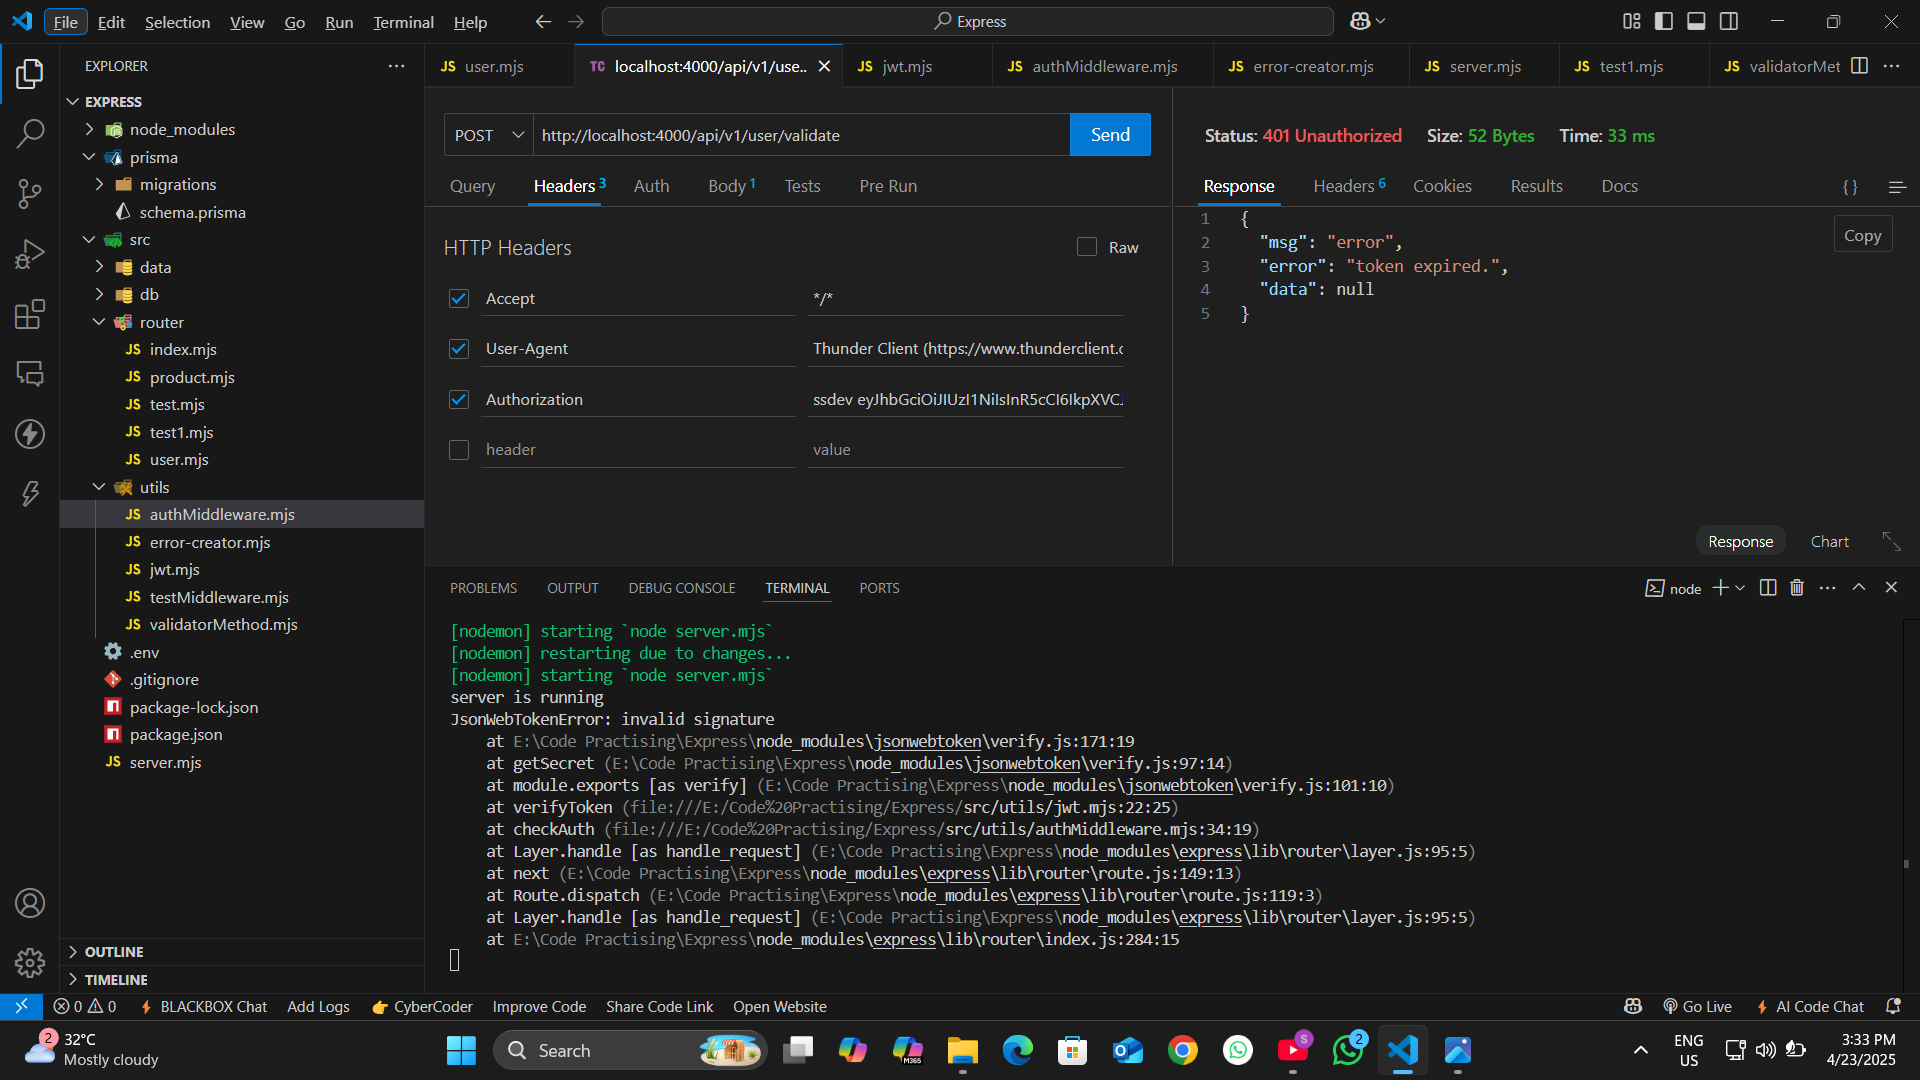 File Edit Selection View Go Run Terminal Help
Express
EXPLORER
EXPRESS
node_modules
prisma
migrations
schema.prisma
src
data
db
router
JS index.mjs
JS product.mjs
JS test.mjs
JS test1.mjs
JS user.mjs
utils
JS authMiddleware.mjs
JS error-creator.mjs
JS jwt.mjs
JS testMiddleware.mjs
JS validatorMethod.mjs
.env
.gitignore
package-lock.json
package.json
JS server.mjs
OUTLINE
TIMELINE
JS user.mjs
TC localhost:4000/api/v1/use..
JS jwt.mjs
JS authMiddleware.mjs
JS error-creator.mjs
JS server.mjs
JS test1.mjs
JS validatorMet
POST http://localhost:4000/api/v1/user/validate Send
Query Headers 3 Auth Body 1 Tests Pre Run
HTTP Headers Raw
Accept */*
User-Agent Thunder Client (https://www.thunderclient.c
Authorization ssdev eyJhbGciOiJIUzI1NiIsInR5cCI6IkpXVCJ
header value
Status: 401 Unauthorized Size: 52 Bytes Time: 33 ms
Response Headers 6 Cookies Results Docs { }
Copy
1 {
2 "msg": "error",
3 "error": "token expired.",
4 "data": null
5 }
Response Chart
PROBLEMS OUTPUT DEBUG CONSOLE TERMINAL PORTS
node
[nodemon] starting `node server.mjs`
[nodemon] restarting due to changes...
[nodemon] starting `node server.mjs`
server is running
JsonWebTokenError: invalid signature
at E:\Code Practising\Express\node_modules\jsonwebtoken\verify.js:171:19
at getSecret (E:\Code Practising\Express\node_modules\jsonwebtoken\verify.js:97:14)
at module.exports [as verify] (E:\Code Practising\Express\node_modules\jsonwebtoken\verify.js:101:10)
at verifyToken (file:///E:/Code%20Practising/Express/src/utils/jwt.mjs:22:25)
at checkAuth (file:///E:/Code%20Practising/Express/src/utils/authMiddleware.mjs:34:19)
at Layer.handle [as handle_request] (E:\Code Practising\Express\node_modules\express\lib\router\layer.js:95:5)
at next (E:\Code Practising\Express\node_modules\express\lib\router\route.js:149:13)
at Route.dispatch (E:\Code Practising\Express\node_modules\express\lib\router\route.js:119:3)
at Layer.handle [as handle_request] (E:\Code Practising\Express\node_modules\express\lib\router\layer.js:95:5)
at E:\Code Practising\Express\node_modules\express\lib\router\index.js:284:15
0 0 BLACKBOX Chat Add Logs CyberCoder Improve Code Share Code Link Open Website
Go Live AI Code Chat
2 32°C
Mostly cloudy
Search
M365
S
2
ENG
US
3:33 PM
4/23/2025